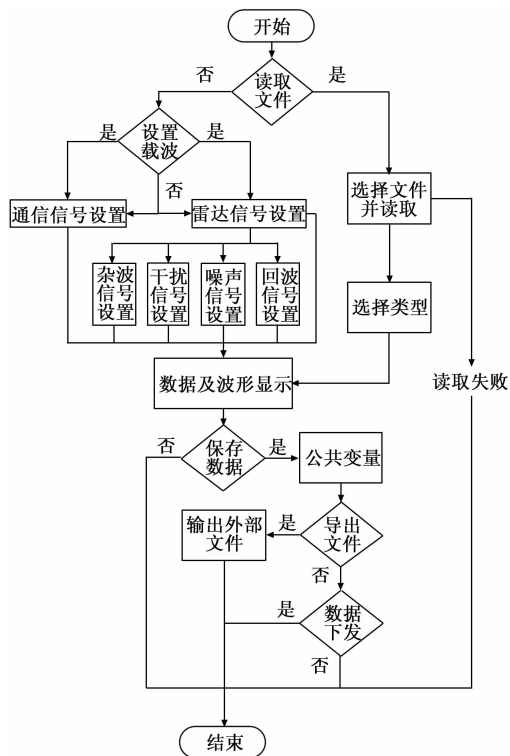 开始
否
读取
文件
是
是
设置
载波
是
否
选择文件
并读取
通信信号设置
雷达信号设置
杂波
信号
设置
干扰
信号
设置
噪声
信号
设置
回波
信号
设置
选择类型
数据及波形显示
读取失败
否
保存
数据
是
公共变量
输出外部
文件
是
导出
文件
否
是
数据
下发
否
结束